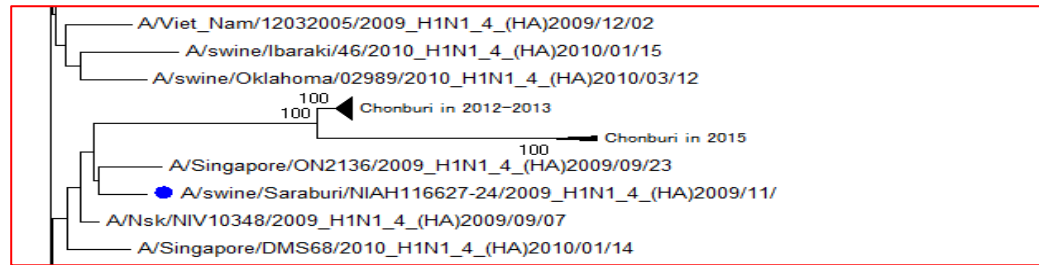 A/Viet_Nam/12032005/2009_H1N1_4_(HA)2009/12/02
A/swine/Ibaraki/46/2010_H1N1_4_(HA)2010/01/15
A/swine/Oklahoma/02989/2010_H1N1_4_(HA)2010/03/12
100
Chonburi in 2012-2013
100
Chonburi in 2015
100
A/Singapore/ON2136/2009_H1N1_4_(HA)2009/09/23
A/swine/Saraburi/NIAH116627-24/2009_H1N1_4_(HA)2009/11/
A/Nsk/NIV10348/2009_H1N1_4_(HA)2009/09/07
A/Singapore/DMS68/2010_H1N1_4_(HA)2010/01/14